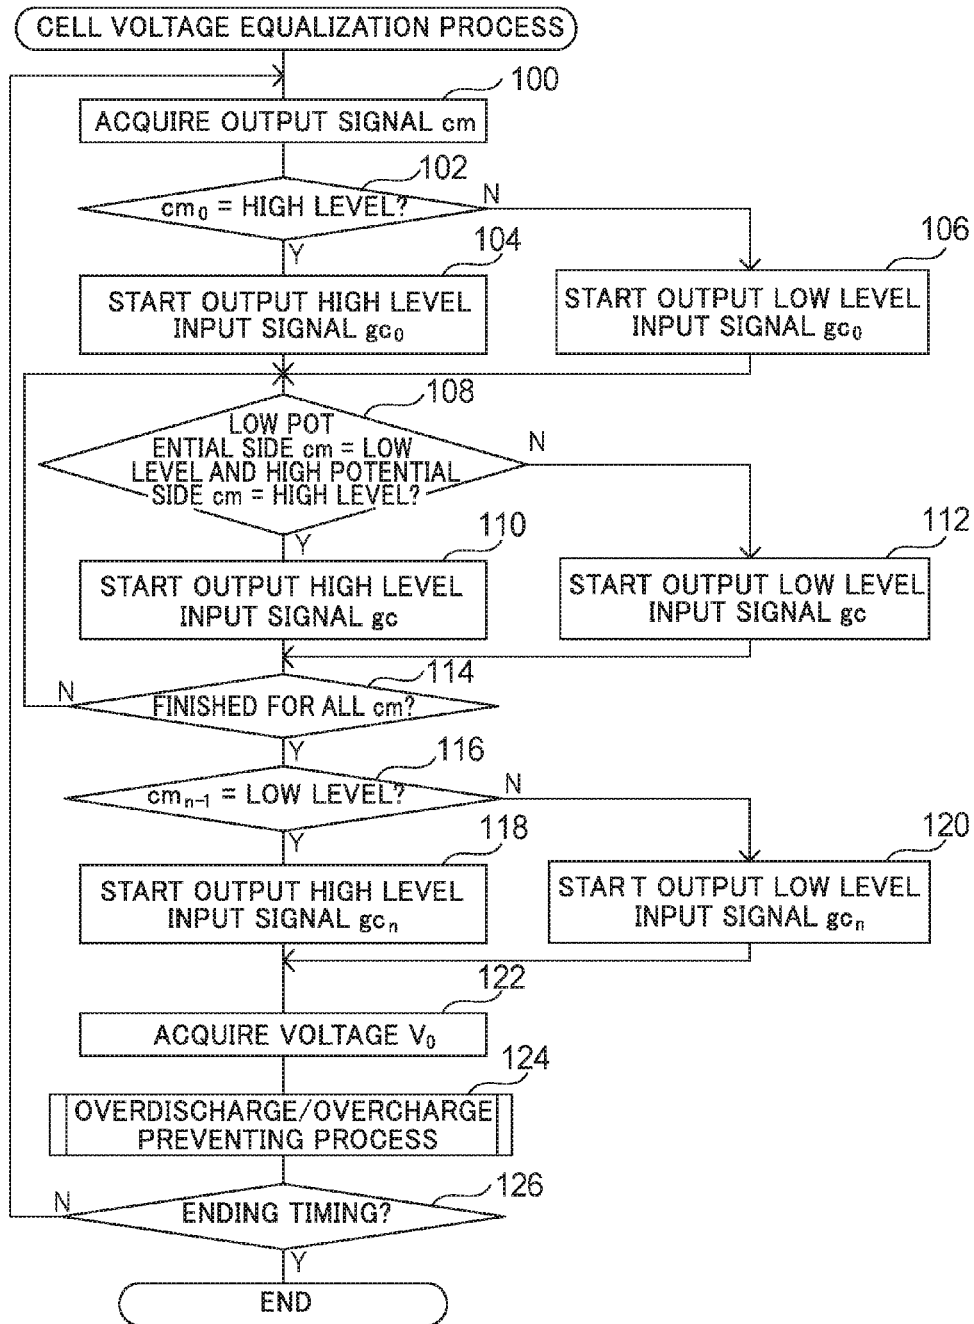 CELL VOLTAGE EQUALIZATION PROCESS
100
ACQUIRE OUTPUT SIGNAL cm
102
cm₀ = HIGH LEVEL?
N
Y
104
START OUTPUT HIGH LEVEL
INPUT SIGNAL gc₀
106
START OUTPUT LOW LEVEL
INPUT SIGNAL gc₀
108
LOW POT
ENTIAL SIDE cm = LOW
LEVEL AND HIGH POTENTIAL
SIDE cm = HIGH LEVEL?
N
Y
110
START OUTPUT HIGH LEVEL
INPUT SIGNAL gc
112
START OUTPUT LOW LEVEL
INPUT SIGNAL gc
114
N
FINISHED FOR ALL cm?
Y
116
cmₙ₋₁ = LOW LEVEL?
N
Y
118
START OUTPUT HIGH LEVEL
INPUT SIGNAL gcₙ
120
START OUTPUT LOW LEVEL
INPUT SIGNAL gcₙ
122
ACQUIRE VOLTAGE V₀
124
OVERDISCHARGE/OVERCHARGE
PREVENTING PROCESS
126
N
ENDING TIMING?
Y
END